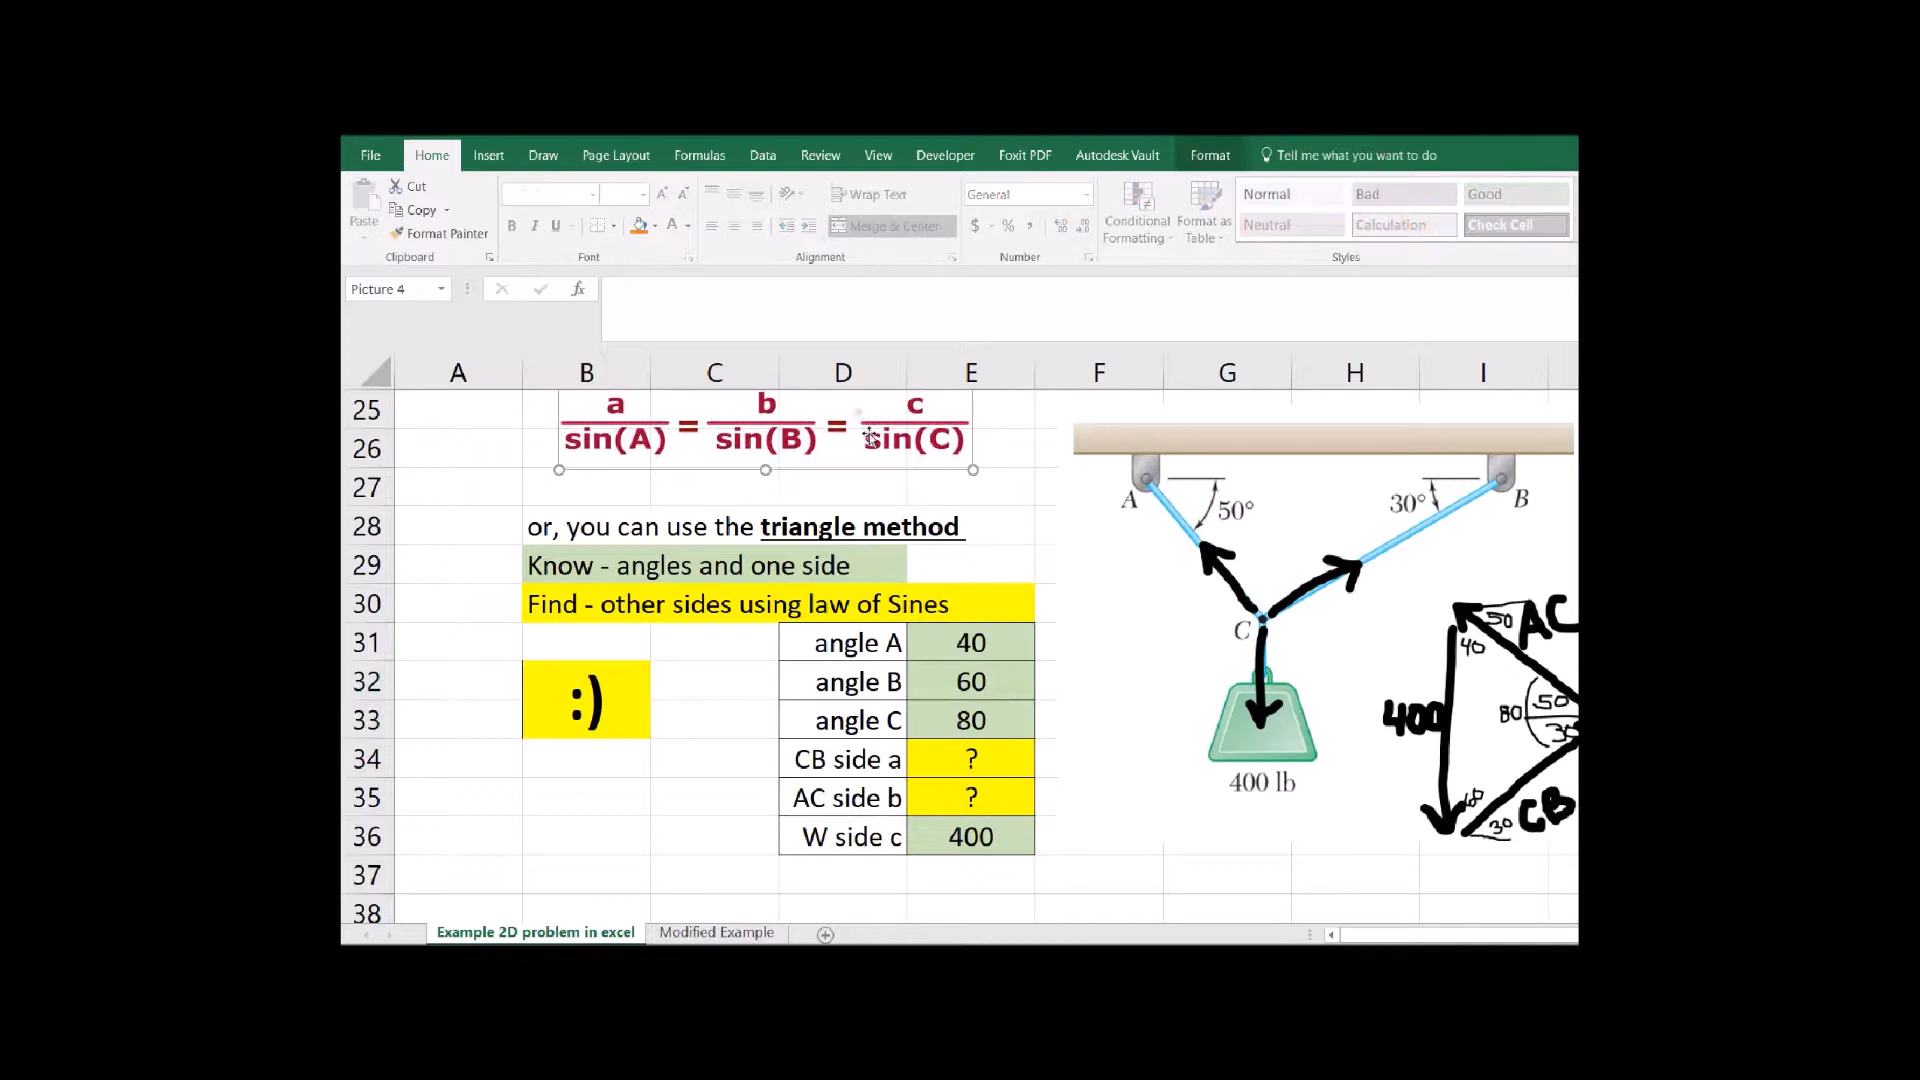 File Home Insert Draw Page Layout Formulas Data Review View Developer Foxit PDF Autodesk Vault Format Tell me what you want to do
Paste
Cut
Copy
Format Painter
Clipboard
B I U
A A
A
Font
Wrap Text
Merge & Center
Alignment
General
$ % ,
Number
Conditional Formatting
Format as Table
Normal Bad Good
Neutral Calculation Check Cell
Styles
Picture 4 fx
A B C D E F G H I
25
26
27
28
29
30
31
32
33
34
35
36
37
38
a b c
= =
sin(A) sin(B) sin(C)
or, you can use the triangle method
Know - angles and one side
Find - other sides using law of Sines
angle A 40
angle B 60
angle C 80
CB side a ?
AC side b ?
W side c 400
:)
A 50° 30° B
C
400 lb
50 AC
40
400 80 50
30
60
30 CB
Example 2D problem in excel Modified Example